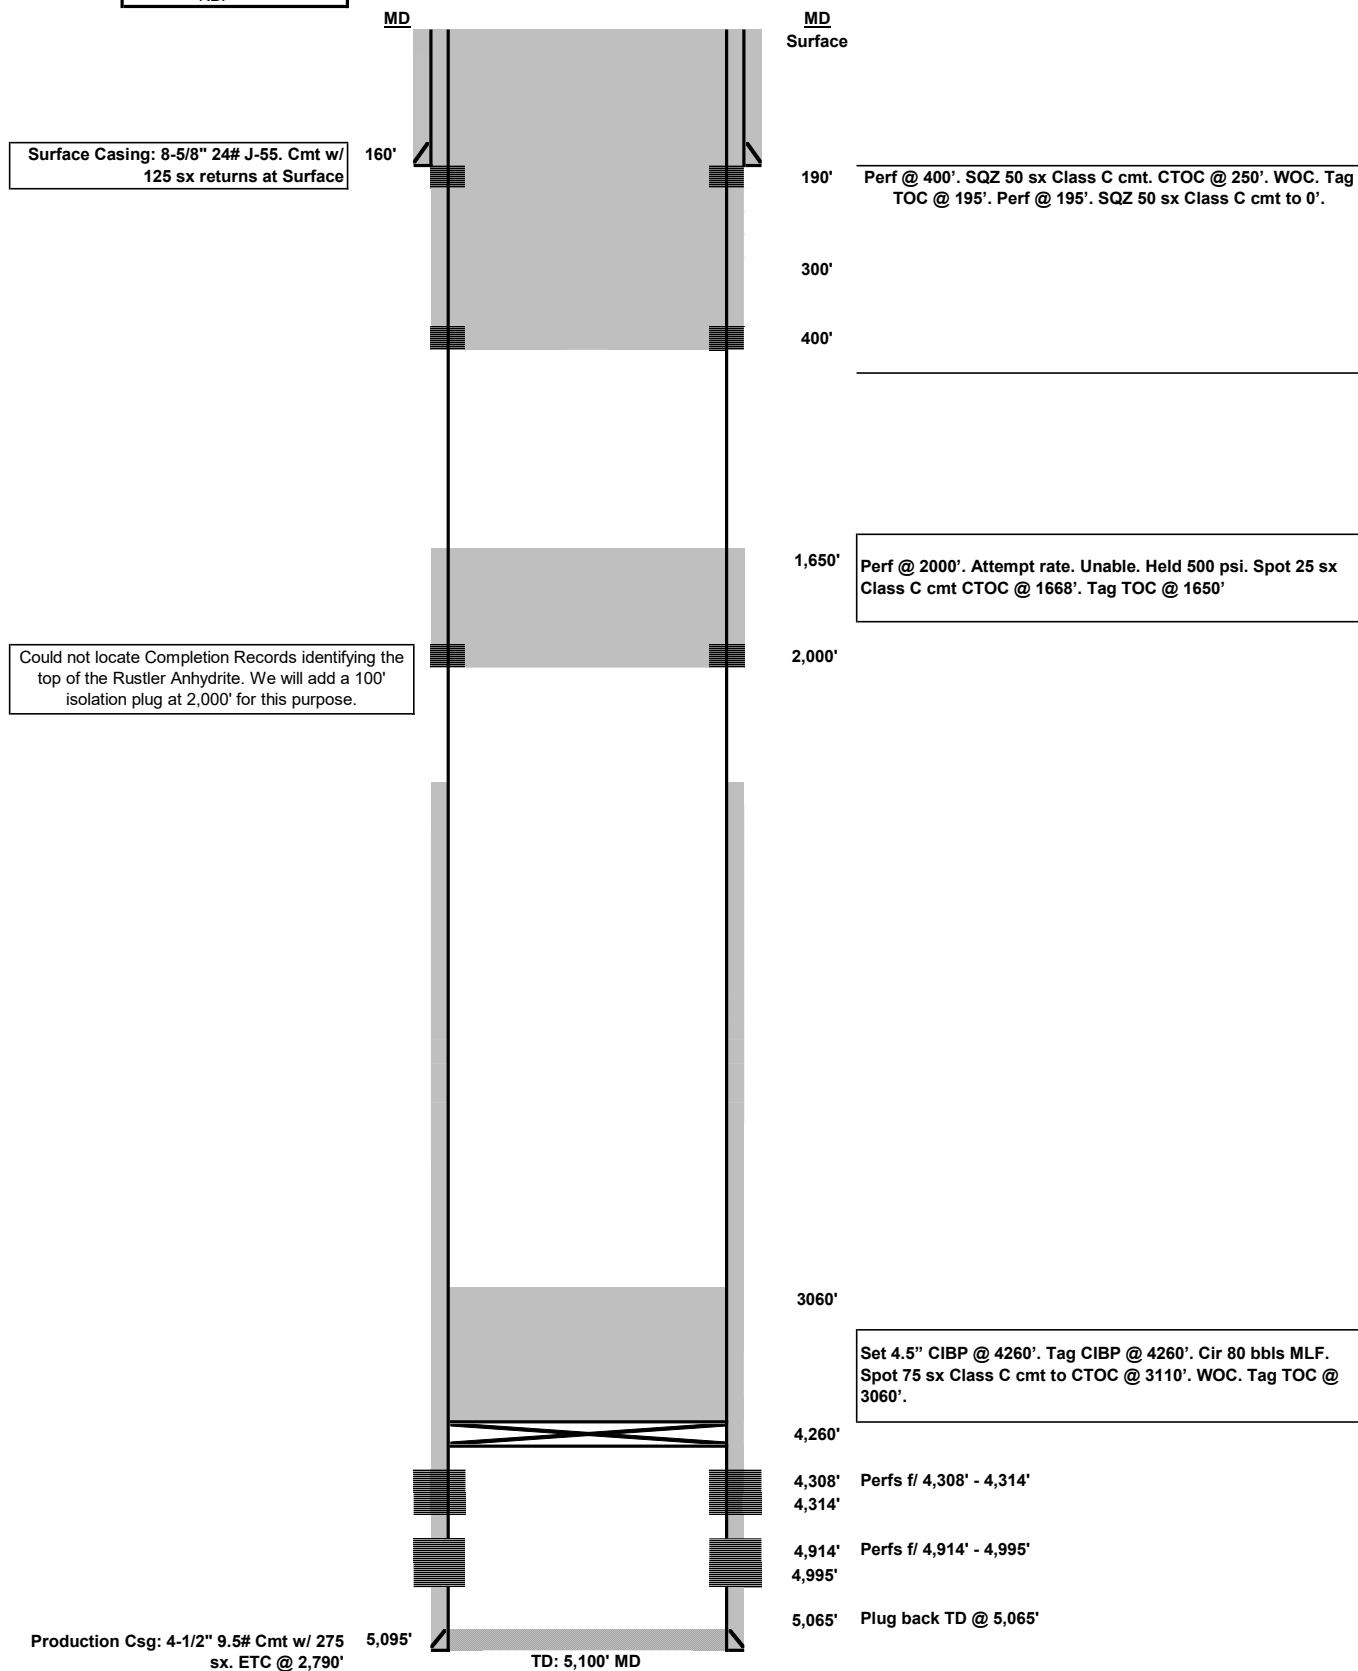 MD
MD
Surface
Surface Casing: 8-5/8" 24# J-55. Cmt w/
125 sx returns at Surface
160'
190'
Perf @ 400’. SQZ 50 sx Class C cmt. CTOC @ 250’. WOC. Tag
TOC @ 195’. Perf @ 195’. SQZ 50 sx Class C cmt to 0’.
300'
400'
1,650'
Perf @ 2000’. Attempt rate. Unable. Held 500 psi. Spot 25 sx
Class C cmt CTOC @ 1668’. Tag TOC @ 1650’
Could not locate Completion Records identifying the
top of the Rustler Anhydrite. We will add a 100'
isolation plug at 2,000' for this purpose.
2,000'
3060'
Set 4.5” CIBP @ 4260’. Tag CIBP @ 4260’. Cir 80 bbls MLF.
Spot 75 sx Class C cmt to CTOC @ 3110’. WOC. Tag TOC @
3060’.
4,260'
4,308'
Perfs f/ 4,308' - 4,314'
4,314'
4,914'
Perfs f/ 4,914' - 4,995'
4,995'
5,065'
Plug back TD @ 5,065'
Production Csg: 4-1/2" 9.5# Cmt w/ 275
sx. ETC @ 2,790'
5,095'
TD: 5,100' MD